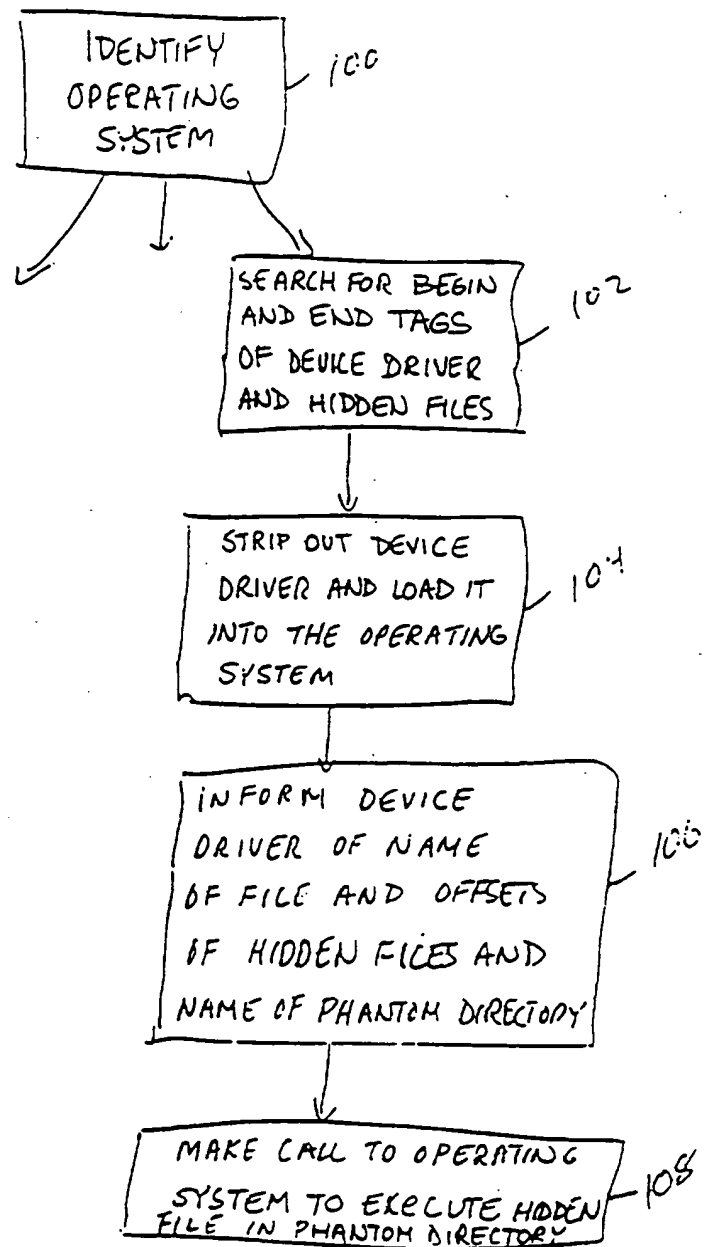 IDENTIFY
OPERATING
SYSTEM
100
SEARCH FOR BEGIN
AND END TAGS
OF DEVICE DRIVER
AND HIDDEN FILES
102
STRIP OUT DEVICE
DRIVER AND LOAD IT
INTO THE OPERATING
SYSTEM
104
INFORM DEVICE
DRIVER OF NAME
OF FILE AND OFFSETS
OF HIDDEN FILES AND
NAME OF PHANTOM DIRECTORY
106
MAKE CALL TO OPERATING
SYSTEM TO EXECUTE HIDDEN
FILE IN PHANTOM DIRECTORY
108